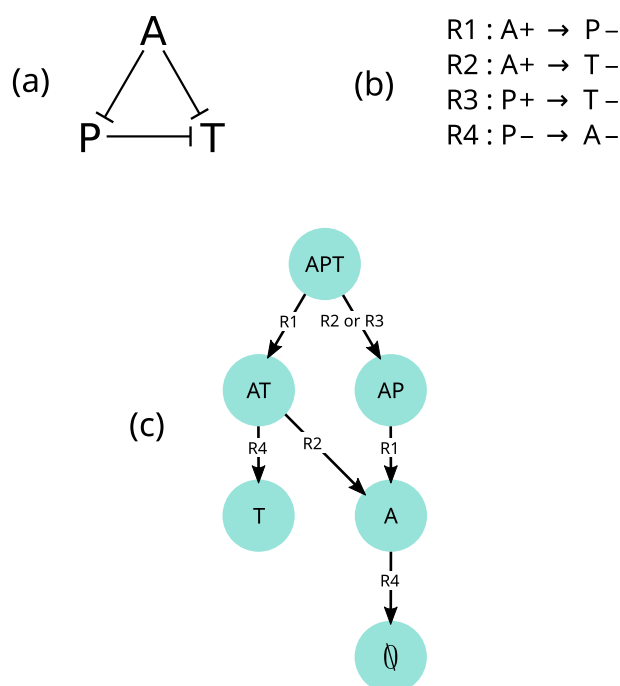 (a)
A
P
T
(b)
R1 : A+ → P–
R2 : A+ → T–
R3 : P+ → T–
R4 : P– → A–
(c)
APT
R1
R2 or R3
AT
AP
R4
R2
R1
T
A
R4
∅